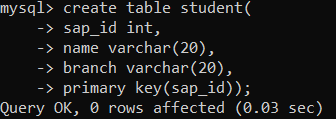 mysql> create table student(
    -> sap_id int,
    -> name varchar(20),
    -> branch varchar(20),
    -> primary key(sap_id));
Query OK, 0 rows affected (0.03 sec)